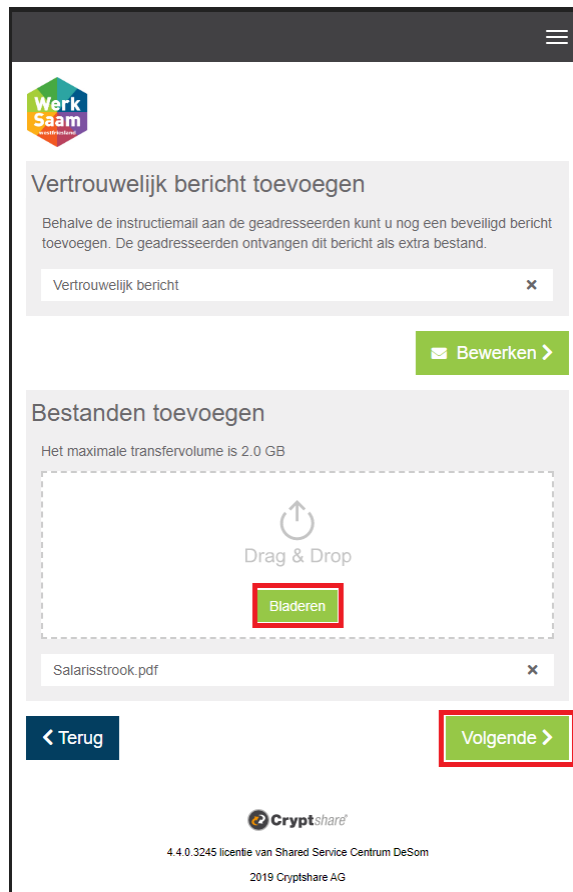 Werk
Saam
westfriesland
Vertrouwelijk bericht toevoegen
Behalve de instructiemail aan de geadresseerden kunt u nog een beveiligd bericht
toevoegen. De geadresseerden ontvangen dit bericht als extra bestand.
Vertrouwelijk bericht
Bewerken
Bestanden toevoegen
Het maximale transfervolume is 2.0 GB
Drag & Drop
Bladeren
Salarisstrook.pdf
Terug
Volgende
Cryptshare®
4.4.0.3245 licentie van Shared Service Centrum DeSom
2019 Cryptshare AG